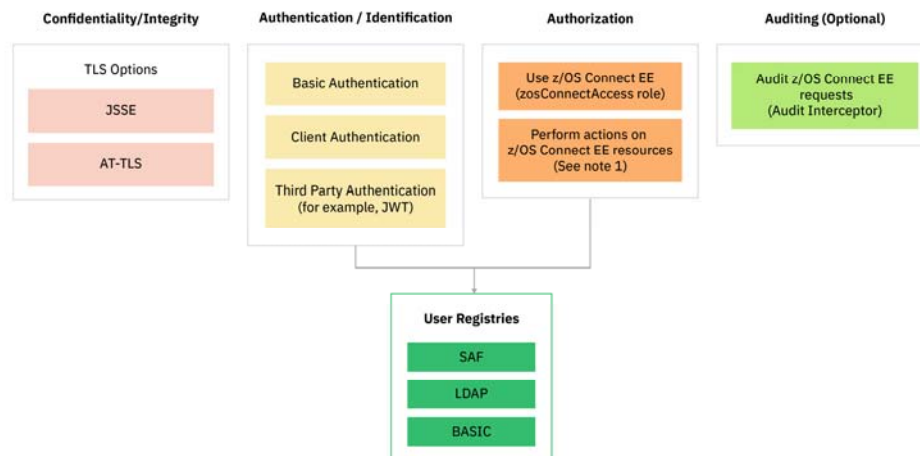 Confidentiality/Integrity
TLS Options
JSSE
AT-TLS
Authentication / Identification
Basic Authentication
Client Authentication
Third Party Authentication
(for example, JWT)
Authorization
Use z/OS Connect EE
(zosConnectAccess role)
Perform actions on
z/OS Connect EE resources
(See note 1)
Auditing (Optional)
Audit z/OS Connect EE
requests
(Audit Interceptor)
User Registries
SAF
LDAP
BASIC